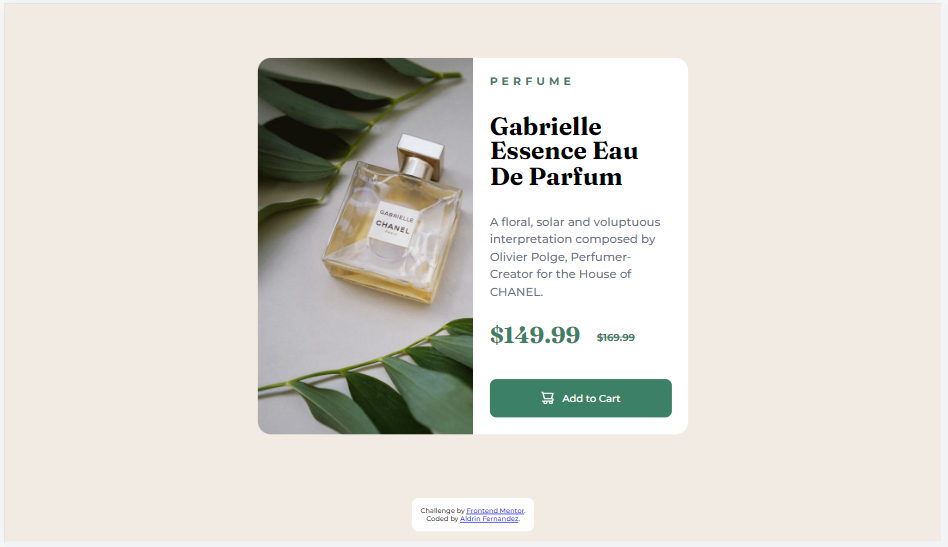 PERFUME
Gabrielle
Essence Eau
De Parfum
A floral, solar and voluptuous
interpretation composed by
Olivier Polge, Perfumer-
Creator for the House of
CHANEL.
$149.99 $169.99
Add to Cart
GABRIELLE
CHANEL
PARIS
Challenge by Frontend Mentor.
Coded by Aldrin Fernandez.